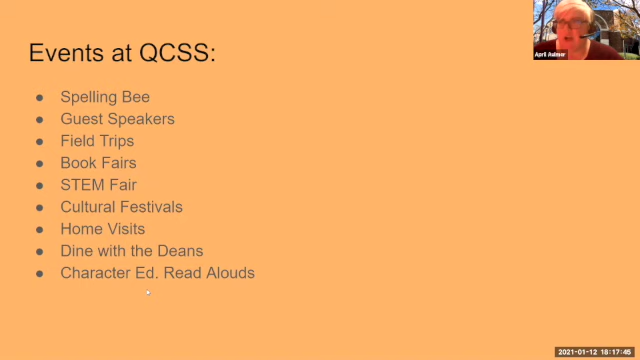 Events at QCSS:
● Spelling Bee
● Guest Speakers
● Field Trips
● Book Fairs
● STEM Fair
● Cultural Festivals
● Home Visits
● Dine with the Deans
● Character Ed. Read Alouds
April Aulmer
2021-01-12 18:17:45